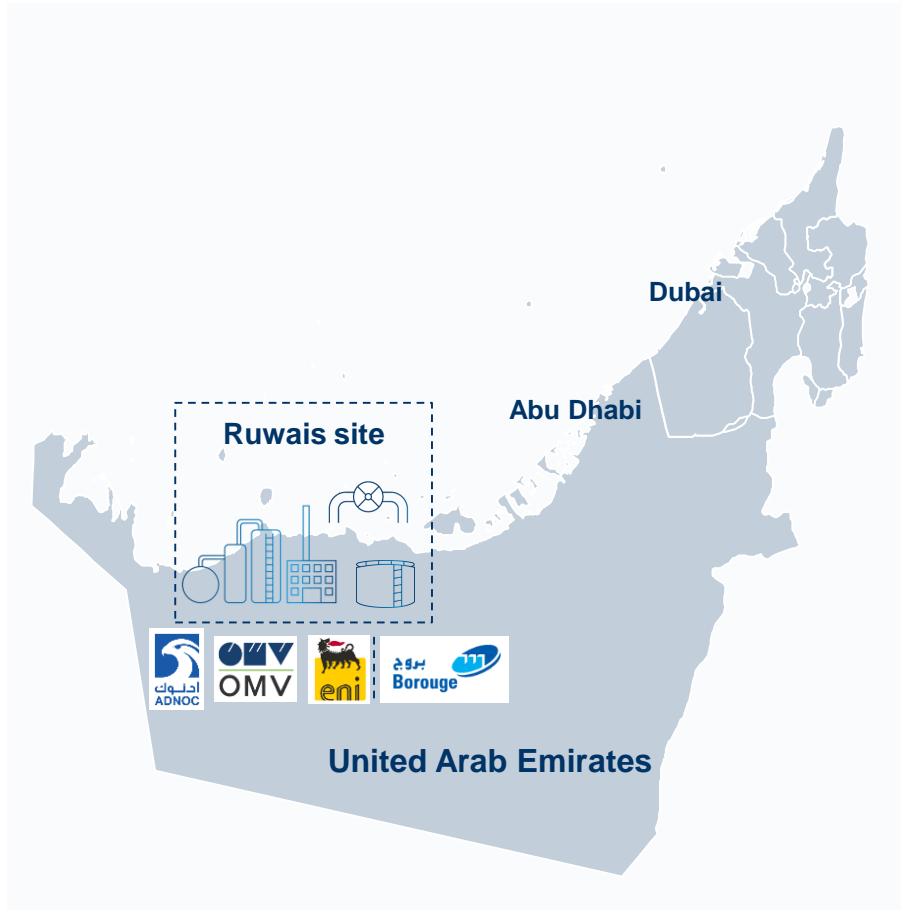 Dubai
Abu Dhabi
Ruwais site
أدنوك
ADNOC
OMV
OMV
eni
بروج
Borouge
United Arab Emirates